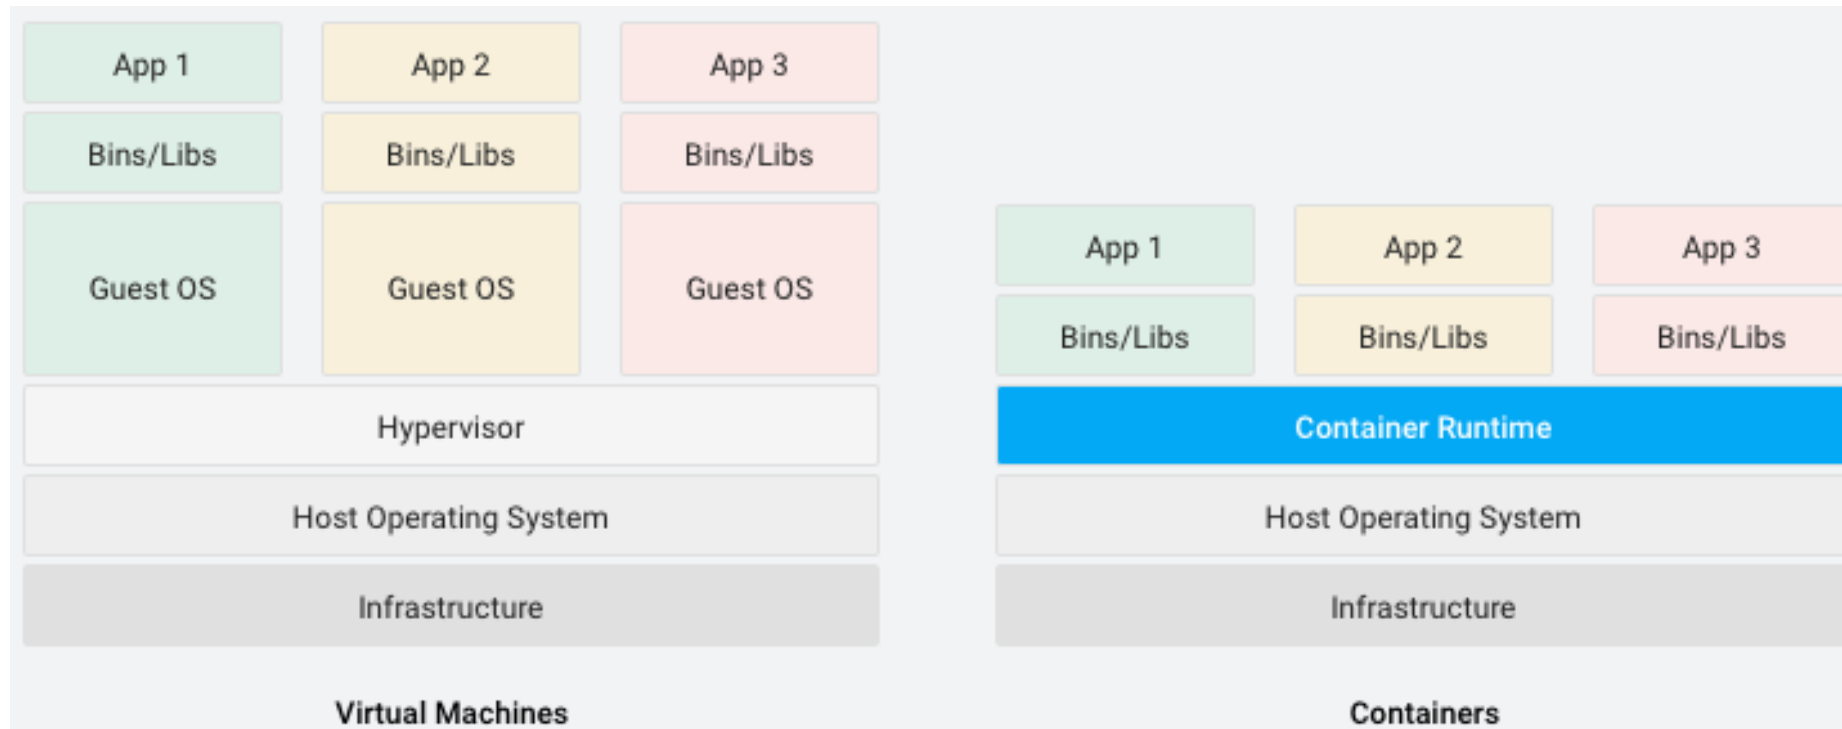 App 1
App 2
App 3
Bins/Libs
Bins/Libs
Bins/Libs
Guest OS
Guest OS
Guest OS
Hypervisor
Host Operating System
Infrastructure
Virtual Machines
App 1
App 2
App 3
Bins/Libs
Bins/Libs
Bins/Libs
Container Runtime
Host Operating System
Infrastructure
Containers